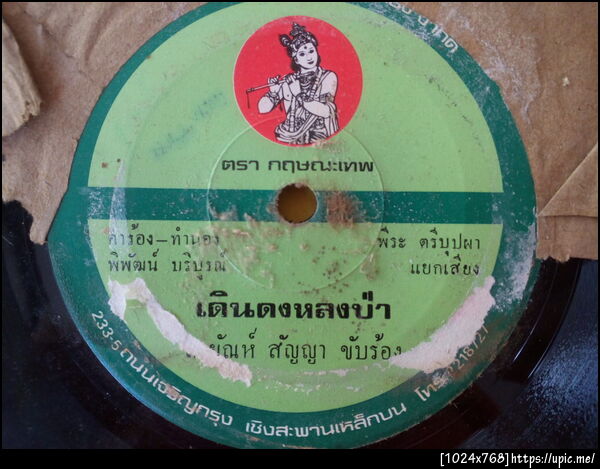 ตรา กฤษณะเทพ
คำร้อง-ทำนอง
พิพัฒน์ บริบูรณ์
พีระ ตรีบุปผา
แยกเสียง
เดินดงหลงป่า
สัญญา ขับร้อง
233-5 ถนนเจริญกรุง เชิงสะพานเหล็กบน โทร.
[1024x768]https://upic.me/